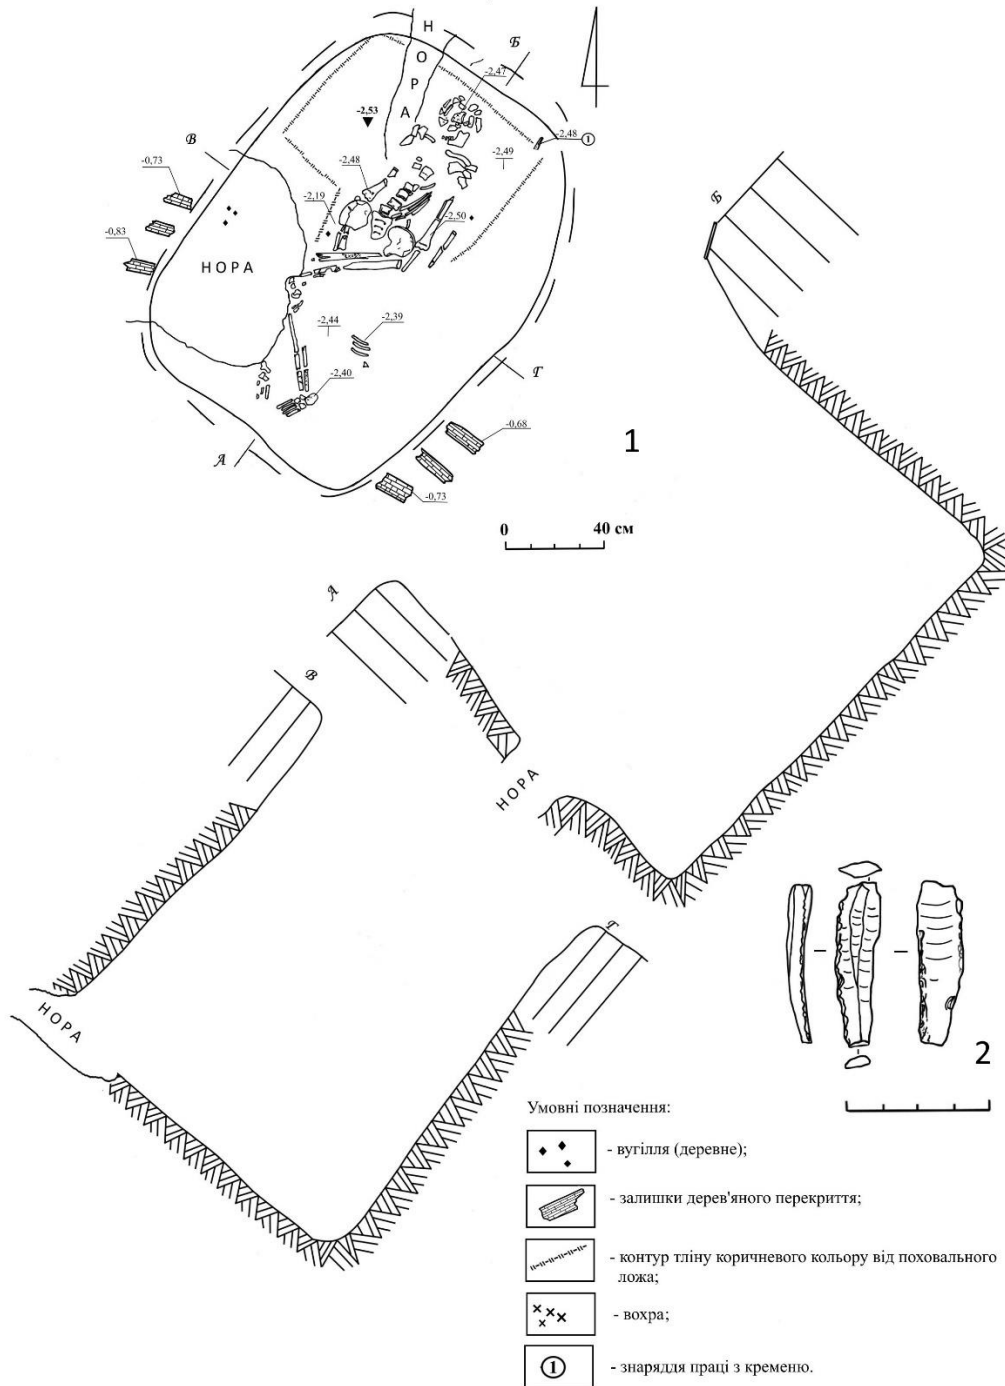 Н
О
Р
А
Б
-2,47
-2,53
-2,48
1
-2,49
В
-2,48
-0,73
-2,19
-2,50
-0,83
НОРА
-2,44
-2,39
-2,40
Г
-0,68
А
-0,73
1
0 40 см
Б
А
В
НОРА
Г
НОРА
2
Умовні позначення:
- вугілля (деревне);
- залишки дерев'яного перекриття;
- контур тліну коричневого кольору від поховального
ложа;
- вохра;
1 - знаряддя праці з кременю.